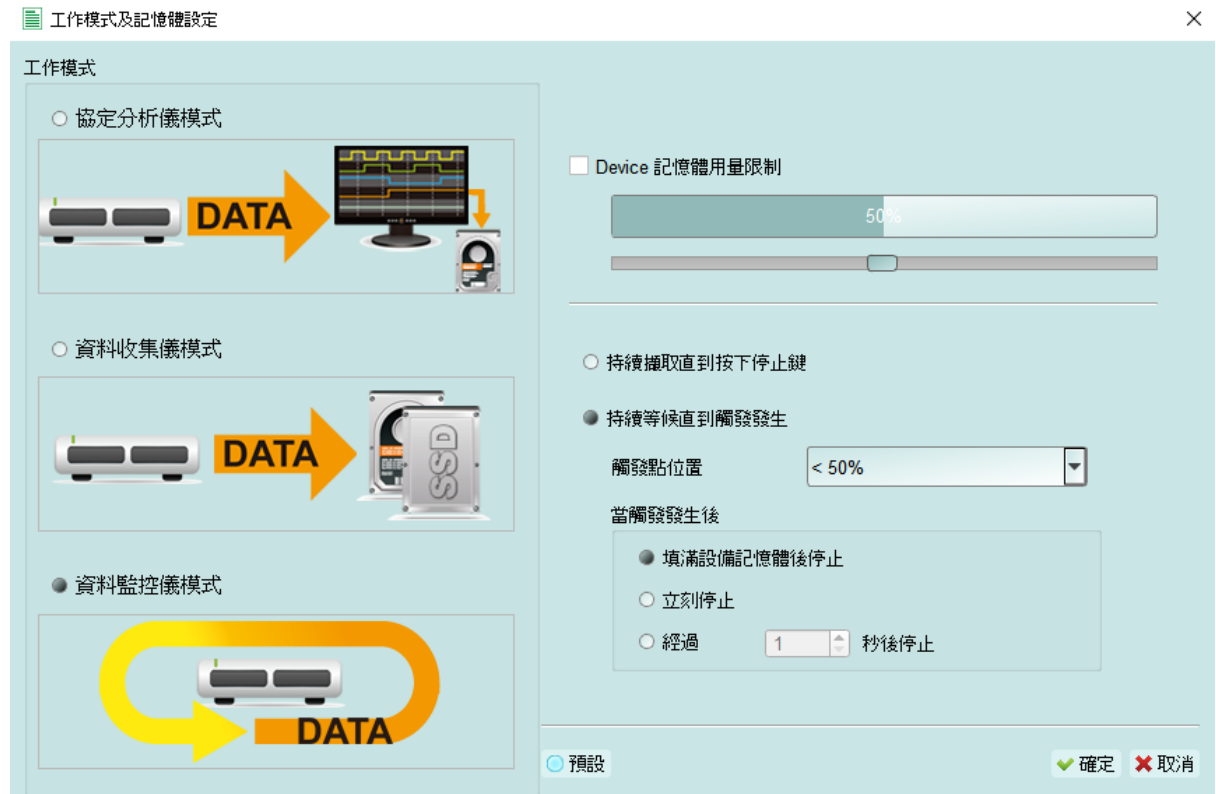 工作模式及記憶體設定
工作模式
協定分析儀模式
DATA
資料收集儀模式
DATA
SSD
資料監控儀模式
DATA
Device 記憶體用量限制
50%
持續擷取直到按下停止鍵
持續等候直到觸發發生
觸發點位置 < 50%
當觸發發生後
填滿設備記憶體後停止
立刻停止
經過 1 秒後停止
預設 確定 取消